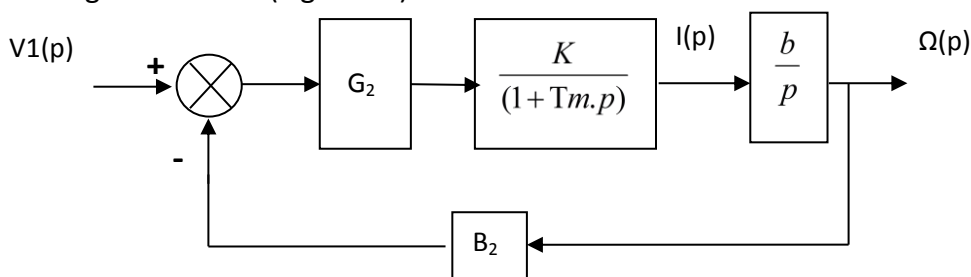 V1(p)
+
-
G₂
K
(1+Tm.p)
I(p)
b
p
Ω(p)
B₂